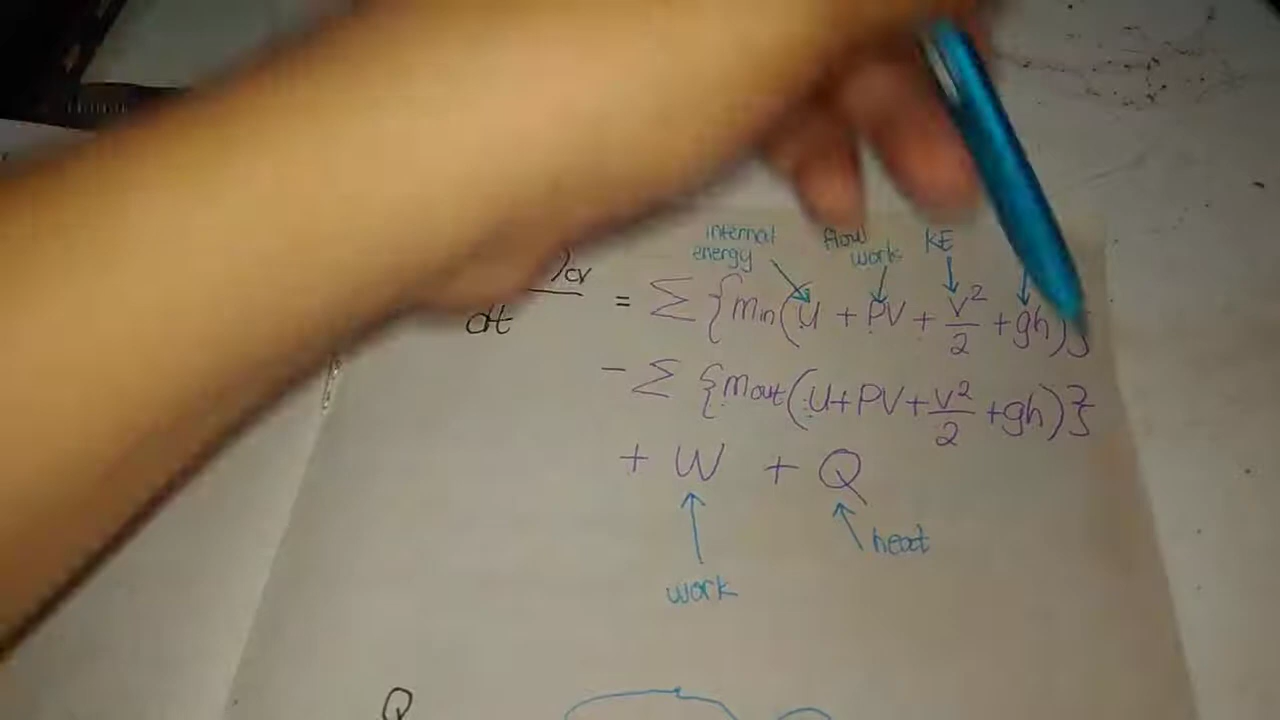 internal energy flow work KE
)cv
dt = Σ {min(U + PV + v²/2 + gh)}
- Σ {mout(U+PV+v²/2 +gh)}
+ W + Q
heat
work
Q